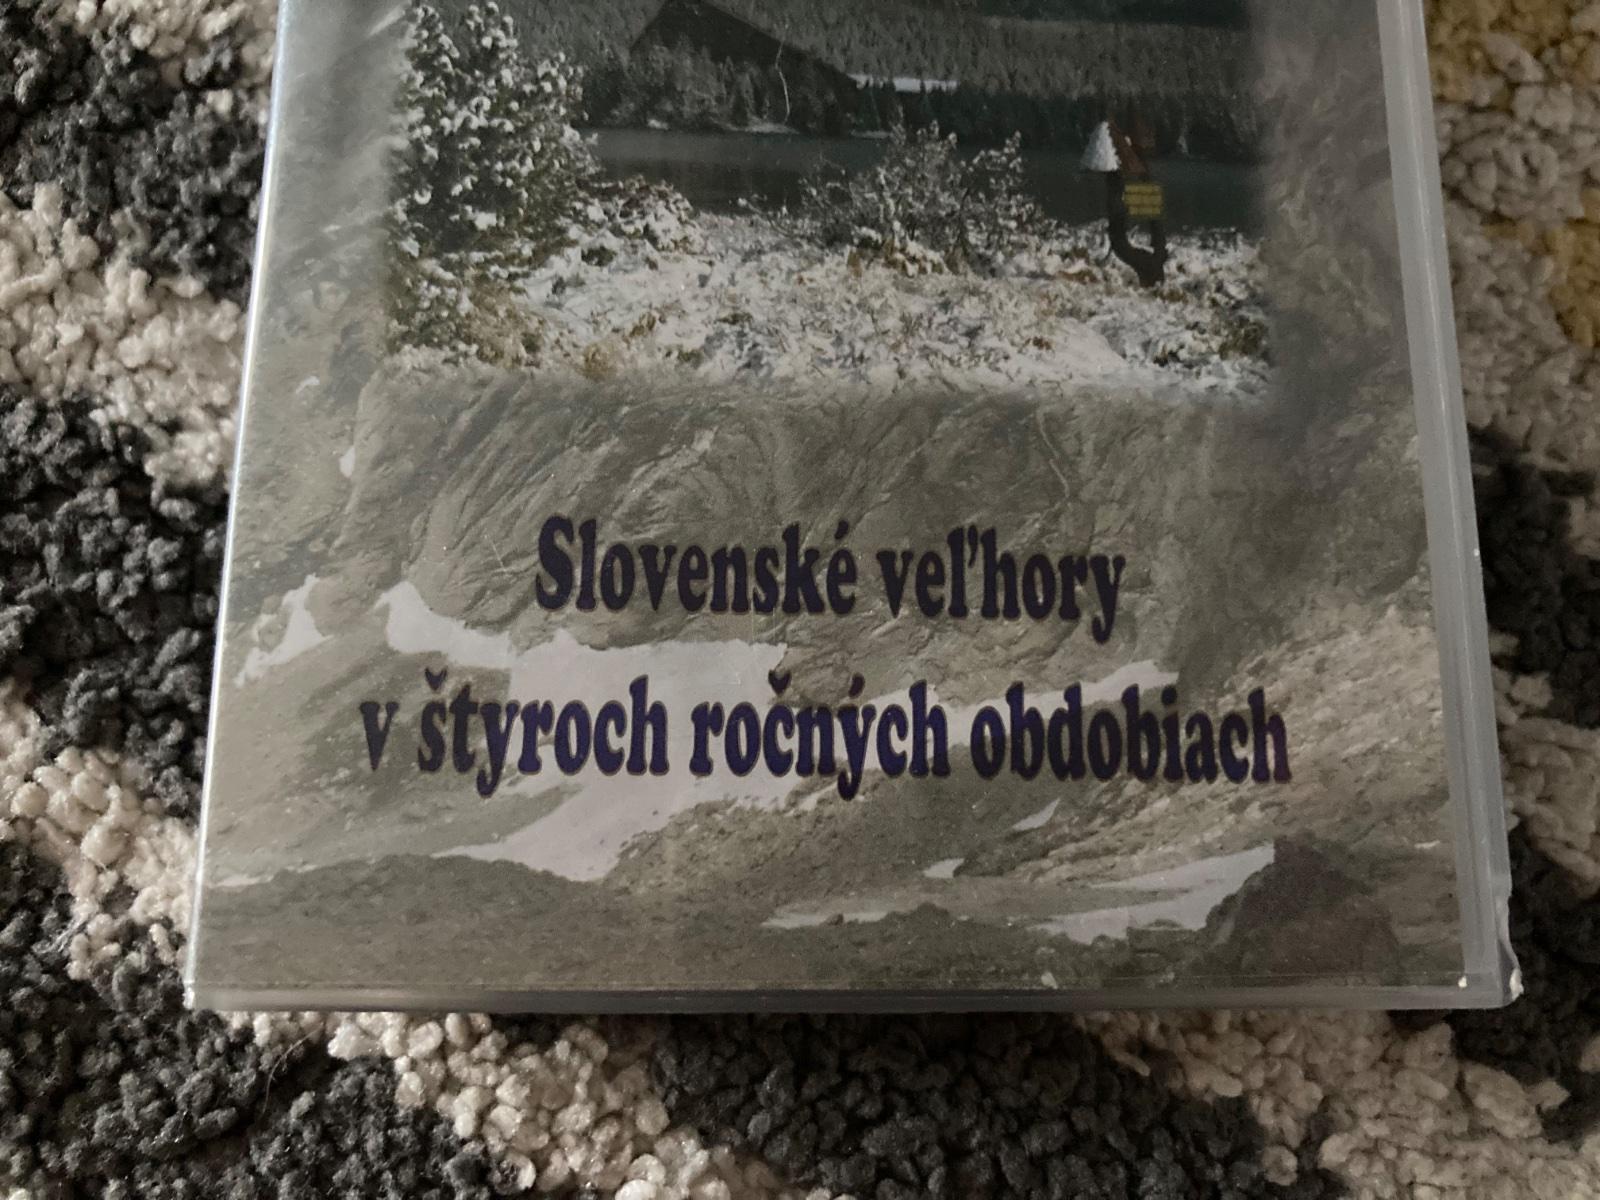 Slovenské veľhory
v štyroch ročných obdobiach